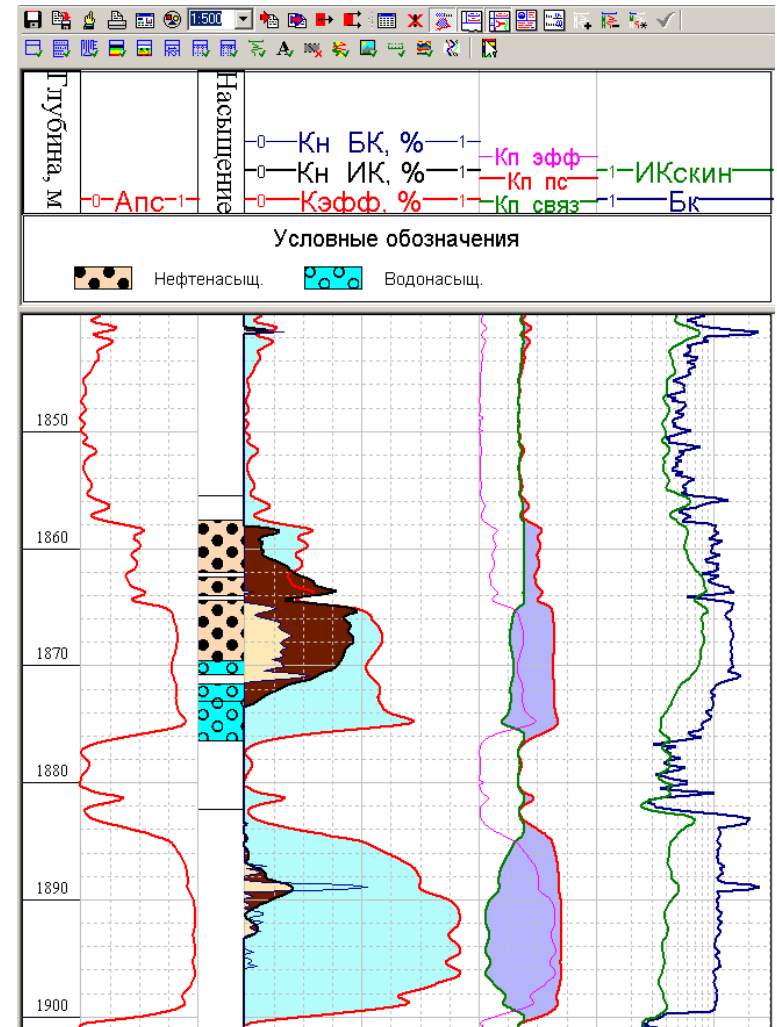 1:500
Глубина, м
Насыщение
0 Апс 1
0 Кн БК, % 1
0 Кн ИК, % 1
0 Кэфф, % 1
Кп эфф
Кп пс
Кп связ
1 ИКскин
1 Бк
Условные обозначения
Нефтенасыщ. Водонасыщ.
1850
1860
1870
1880
1890
1900